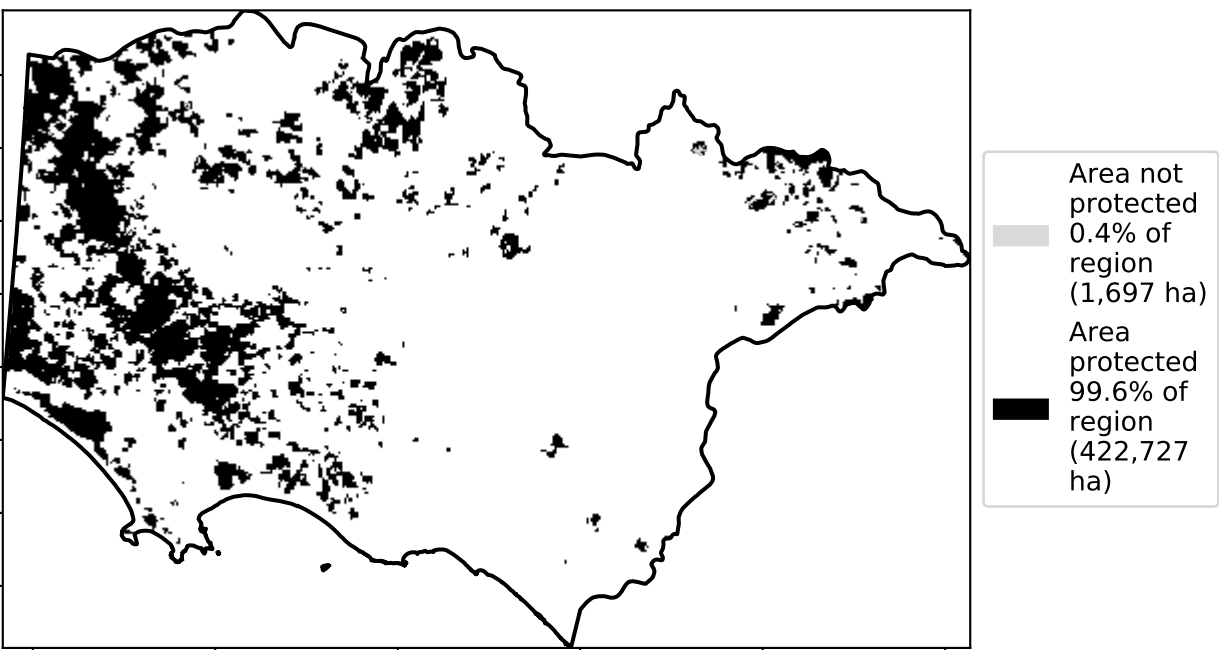 Area not
protected
0.4% of
region
(1,697 ha)
Area
protected
99.6% of
region
(422,727
ha)